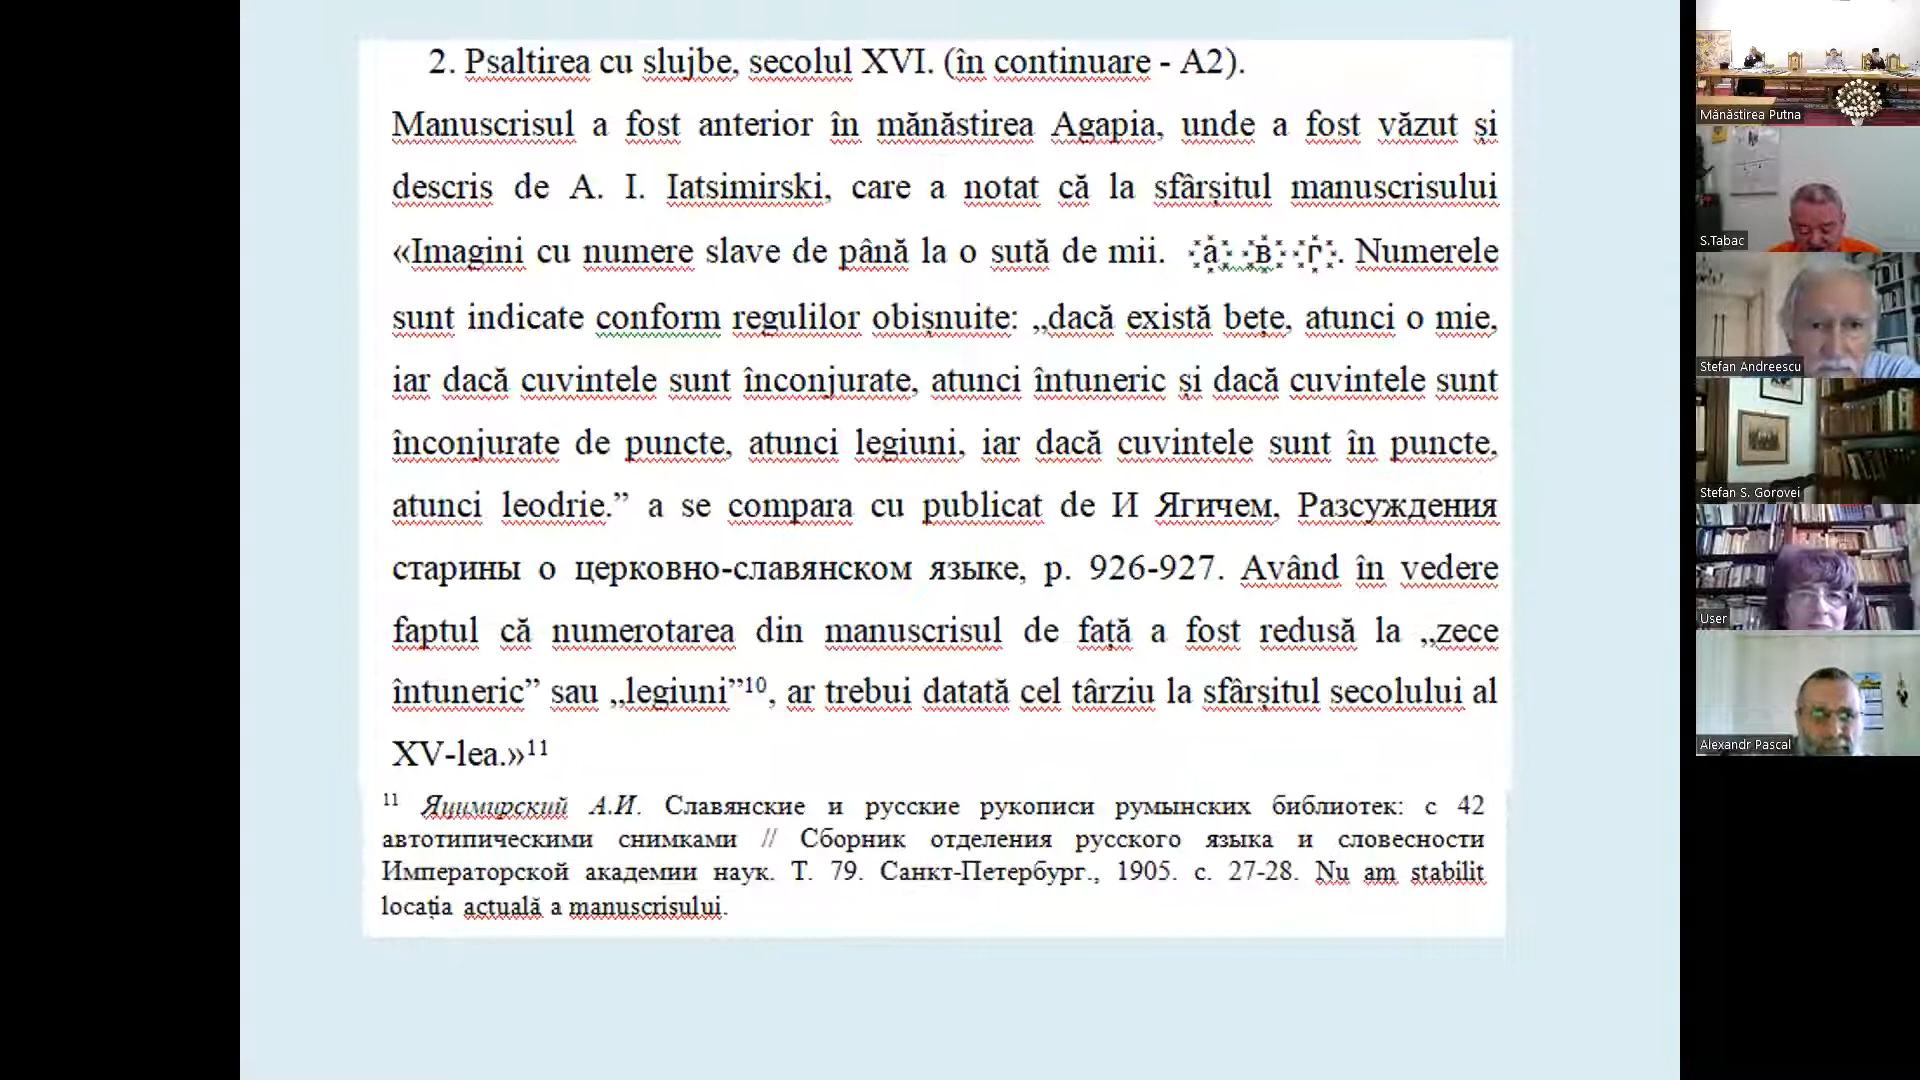 2. Psaltirea cu slujbe, secolul XVI. (în continuare - A2).
Manuscrisul a fost anterior în mănăstirea Agapia, unde a fost văzut și
descris de A. I. Iatsimirski, care a notat că la sfârșitul manuscrisului
«Imagini cu numere slave de până la o sută de mii. а в г. Numerele
sunt indicate conform regulilor obișnuite: „dacă există bețe, atunci o mie,
iar dacă cuvintele sunt înconjurate, atunci întuneric și dacă cuvintele sunt
înconjurate de puncte, atunci legiuni, iar dacă cuvintele sunt în puncte,
atunci leodrie.” a se compara cu publicat de И Ягичем, Разсуждения
старины о церковно-славянском языке, p. 926-927. Având în vedere
faptul că numerotarea din manuscrisul de față a fost redusă la „zece
întuneric” sau „legiuni”10, ar trebui datată cel târziu la sfârșitul secolului al
XV-lea.»11
11 Яцимирский А.И. Славянские и русские рукописи румынских библиотек: с 42
автотипическими снимками // Сборник отделения русского языка и словесности
Императорской академии наук. Т. 79. Санкт-Петербург., 1905. с. 27-28. Nu am stabilit
locația actuală a manuscrisului.
Mănăstirea Putna
S.Tabac
Stefan Andreescu
Stefan S. Gorovei
User
Alexandr Pascal